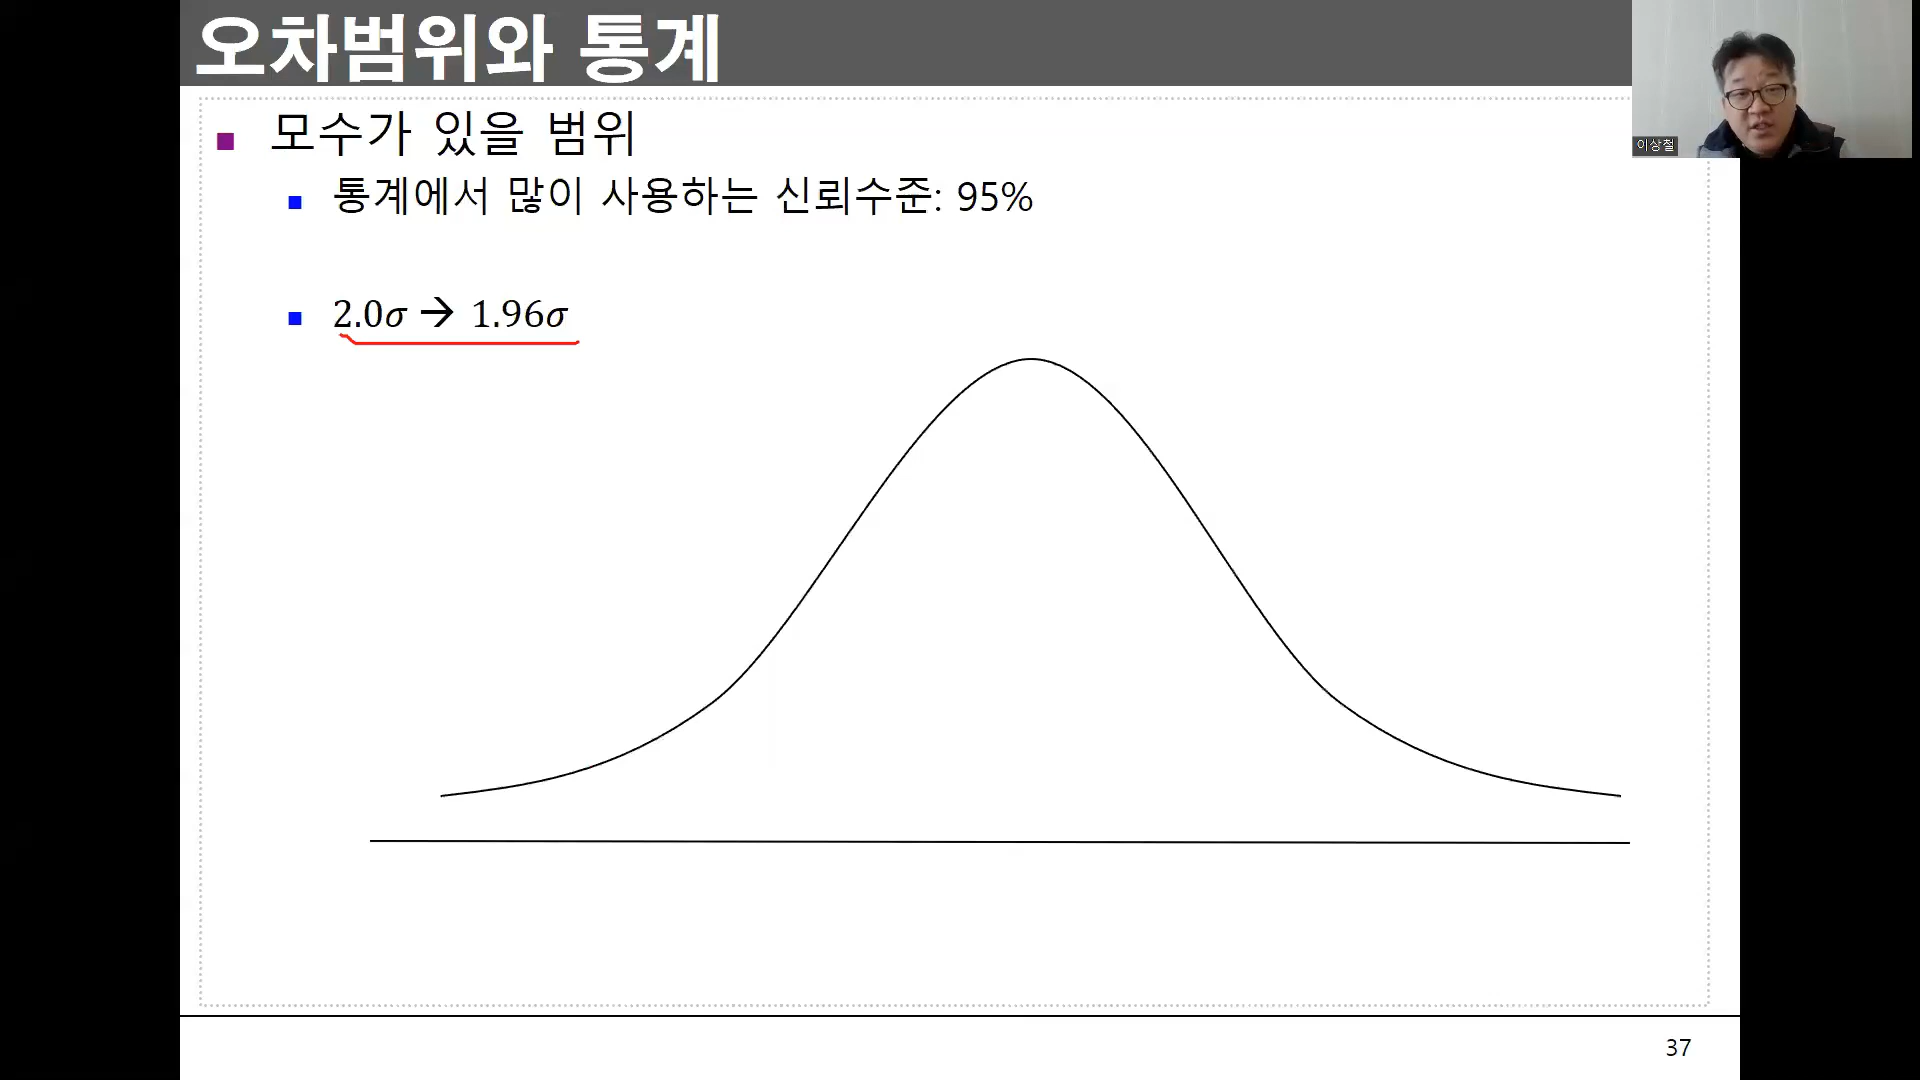 오차범위와 통계
이상철
모수가 있을 범위
통계에서 많이 사용하는 신뢰수준: 95%
2.0σ → 1.96σ
37